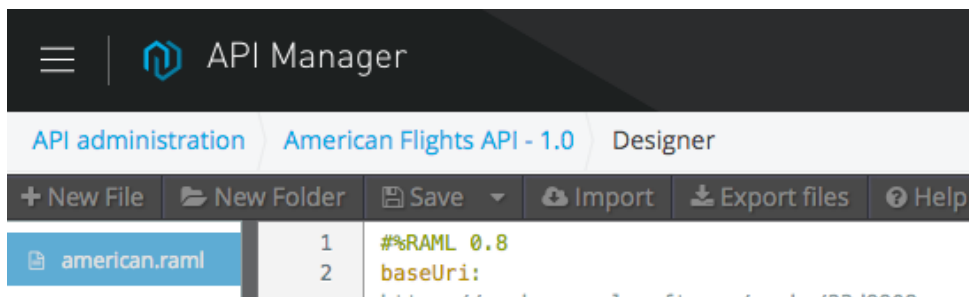 API Manager
API administration American Flights API - 1.0 Designer
New File New Folder Save Import Export files Help
american.raml
1 #%RAML 0.8
2 baseUri: